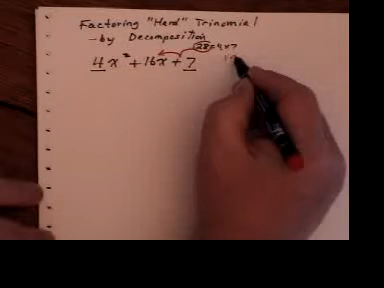 Factoring "Hard" Trinomial
- by Decomposition
28 = 4 x 7
4x² + 16x + 7